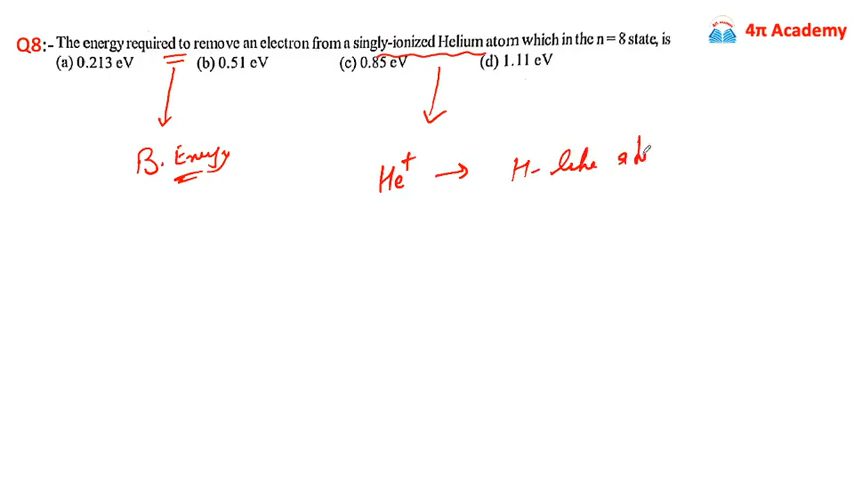 4π Academy
Q8:- The energy required to remove an electron from a singly-ionized Helium atom which in the n = 8 state, is
(a) 0.213 eV (b) 0.51 eV (c) 0.85 eV (d) 1.11 eV
B. Energy
He⁺ → H- like